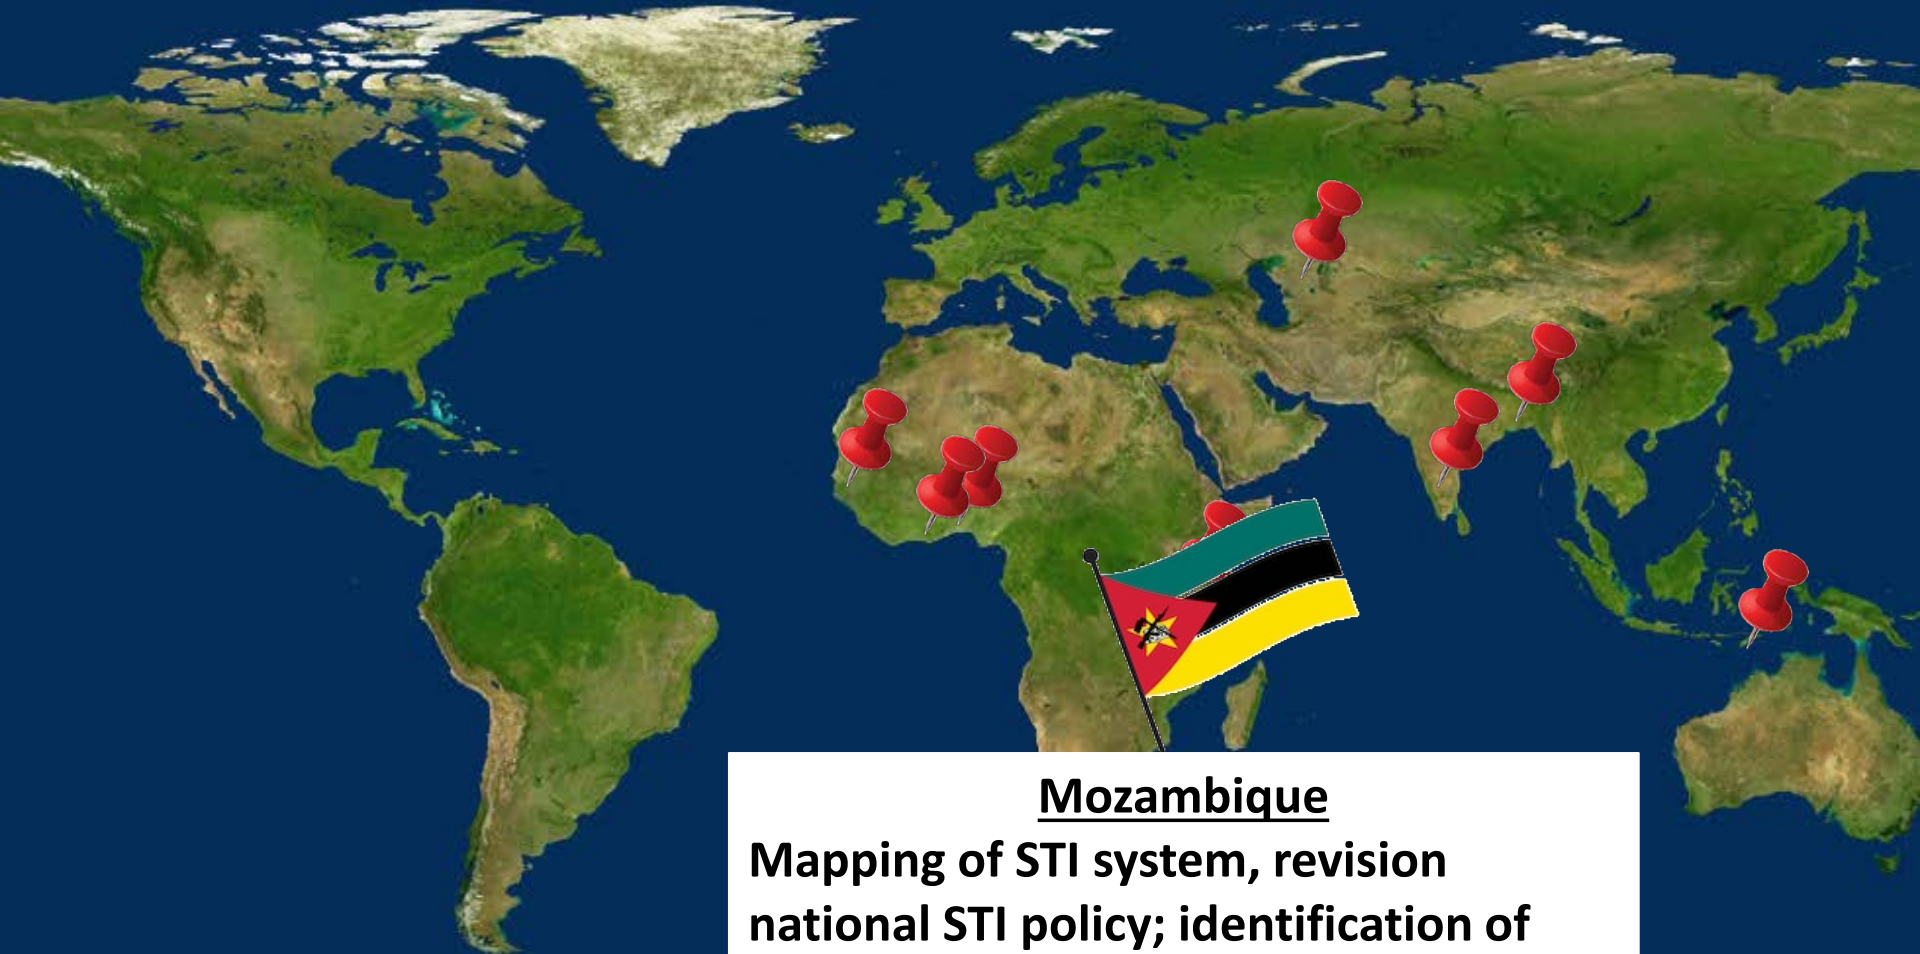 Mozambique
Mapping of STI system, revision
national STI policy; identification of